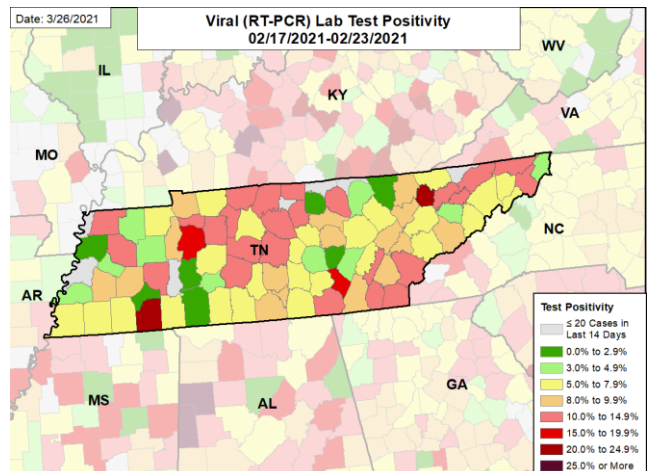 Date: 3/26/2021
Viral (RT-PCR) Lab Test Positivity
02/17/2021-02/23/2021
IL
WV
KY
VA
MO
TN
NC
AR
MS
AL
GA
Test Positivity
≤ 20 Cases in
Last 14 Days
0.0% to 2.9%
3.0% to 4.9%
5.0% to 7.9%
8.0% to 9.9%
10.0% to 14.9%
15.0% to 19.9%
20.0% to 24.9%
25.0% or More